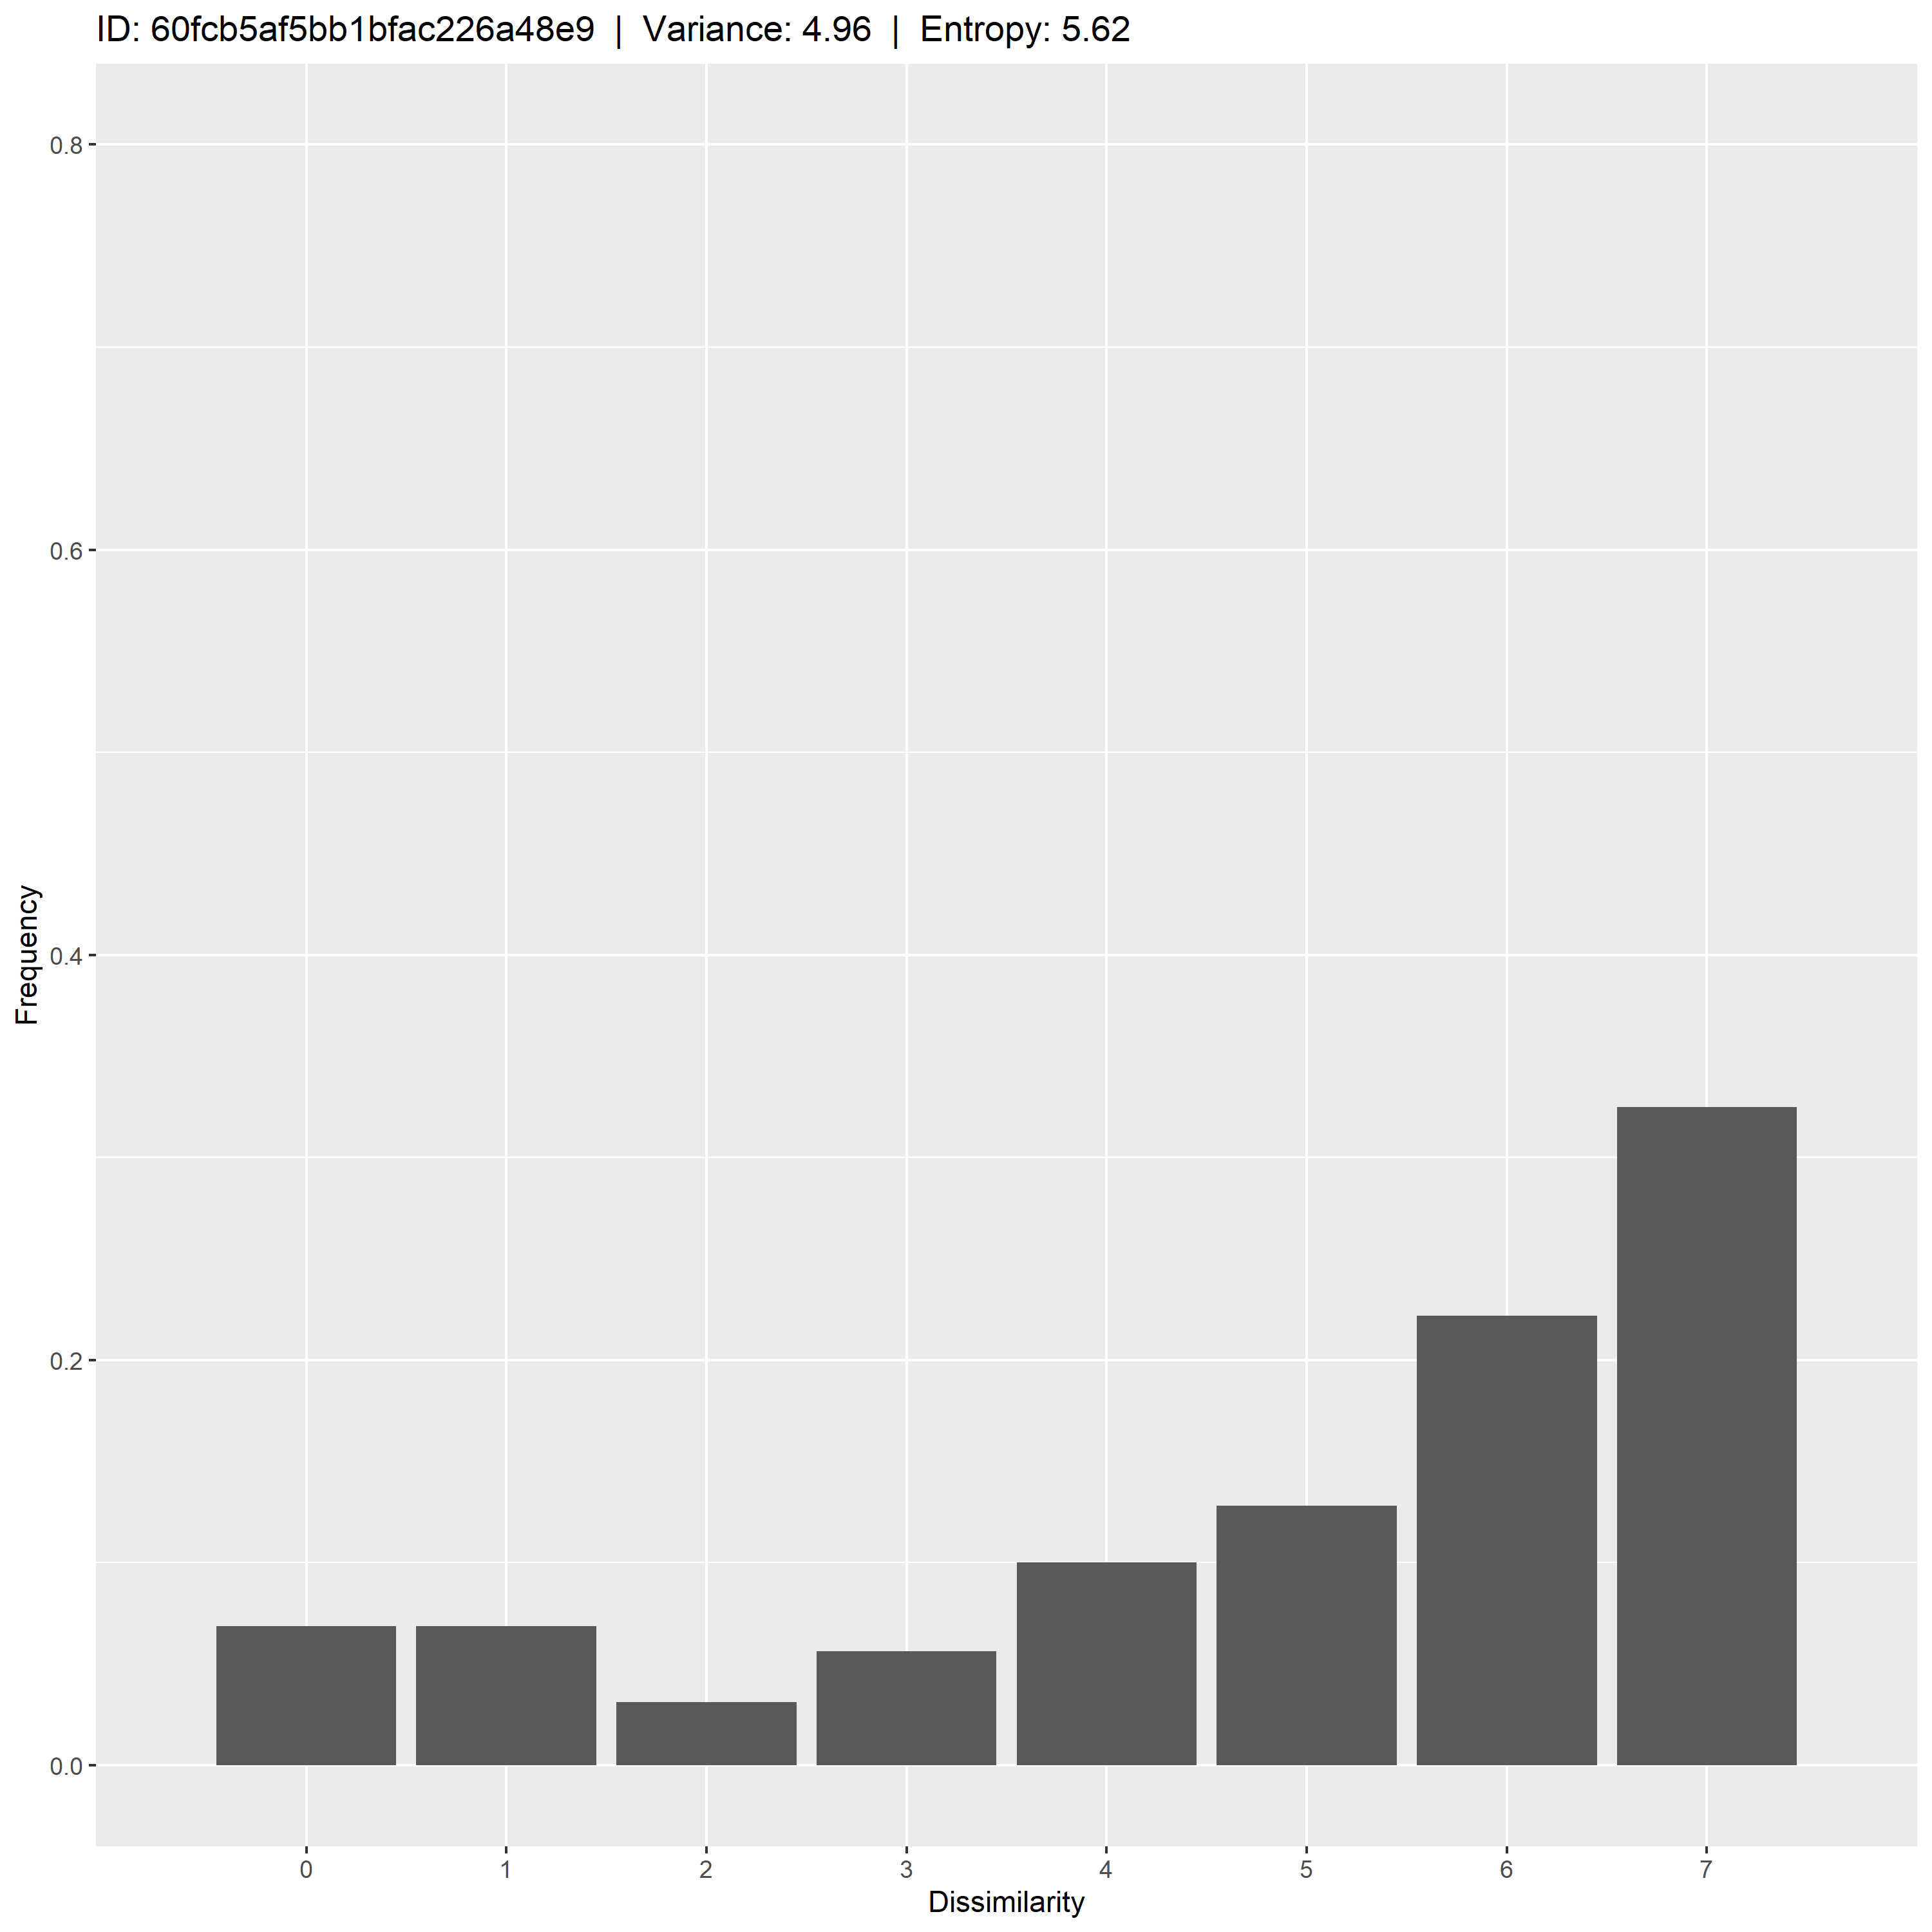 ID: 60fcb5af5bb1bfac226a48e9 | Variance: 4.96 | Entropy: 5.62
Frequency
0.8
0.6
0.4
0.2
0.0
0 1 2 3 4 5 6 7
Dissimilarity